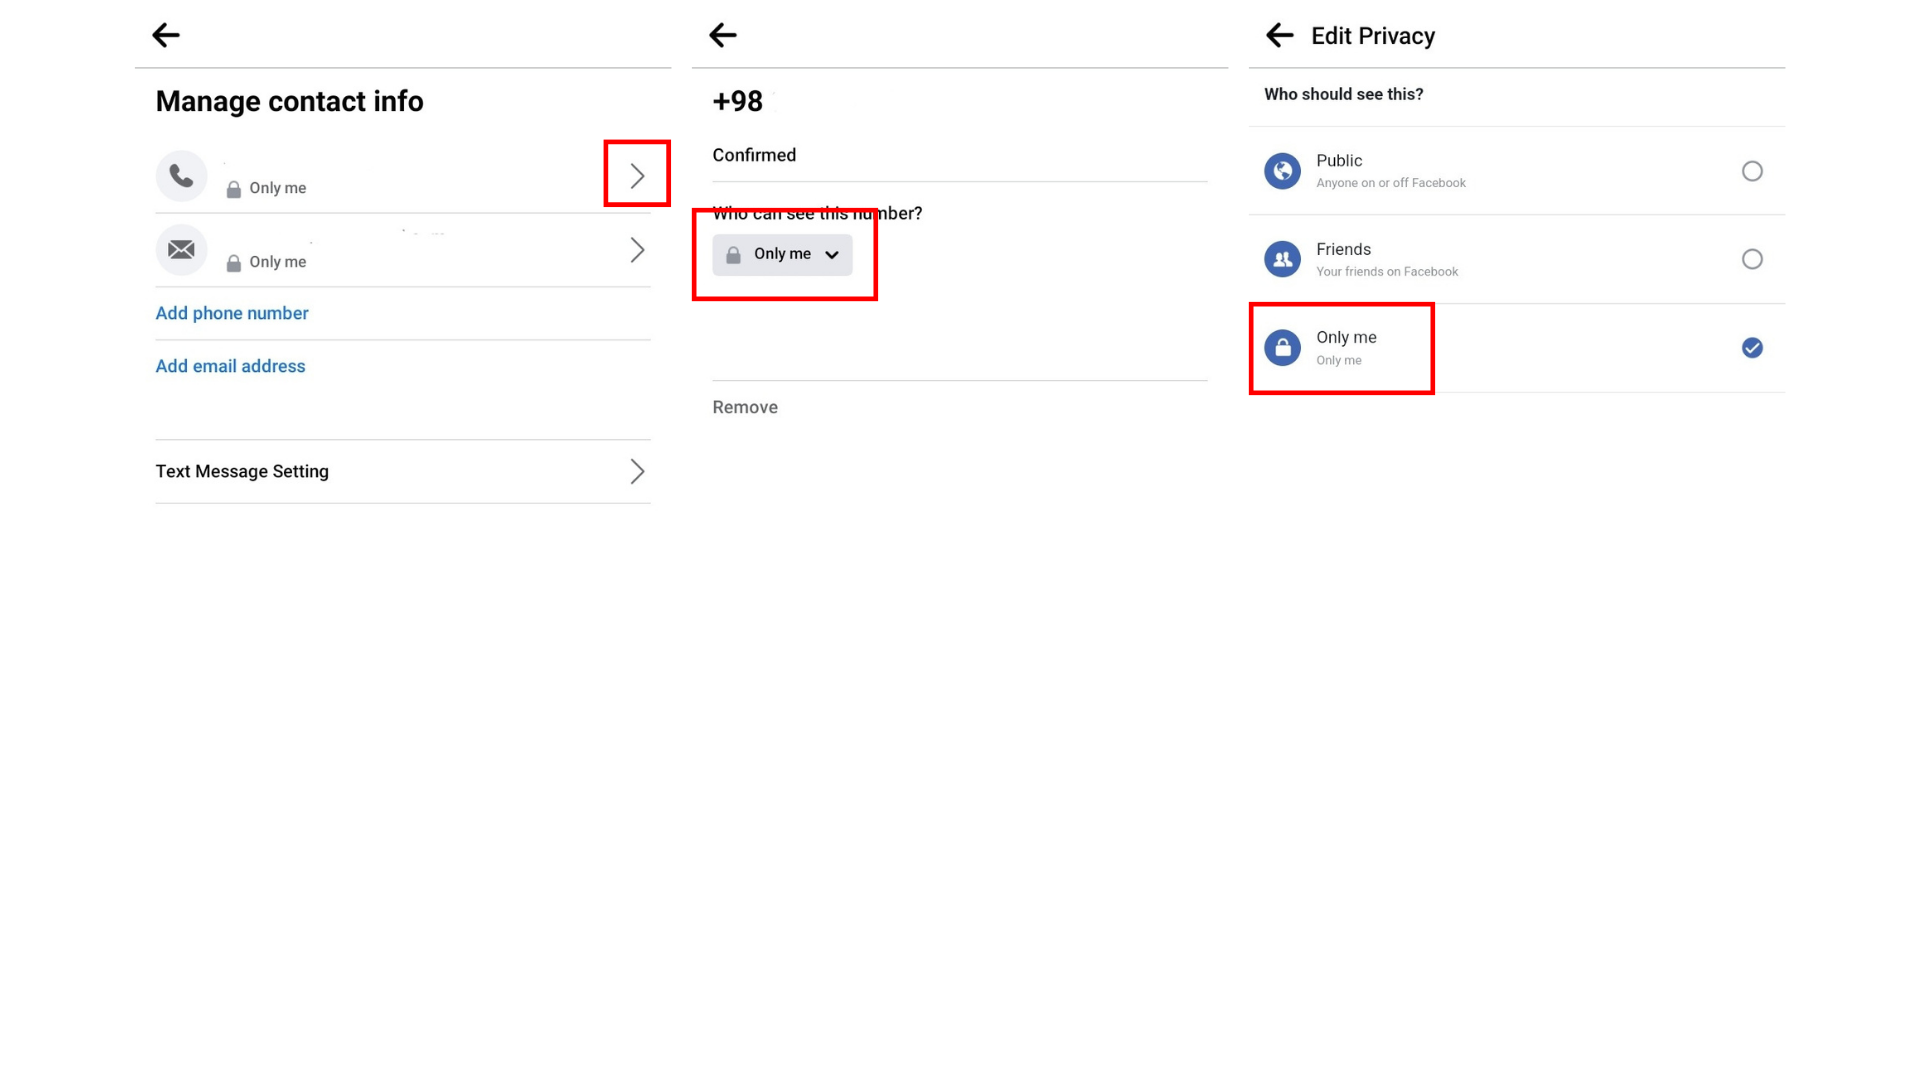 Manage contact info
Only me
Only me
Add phone number
Add email address
Text Message Setting
+98
Confirmed
Who can see this number?
Only me
Remove
Edit Privacy
Who should see this?
Public
Anyone on or off Facebook
Friends
Your friends on Facebook
Only me
Only me